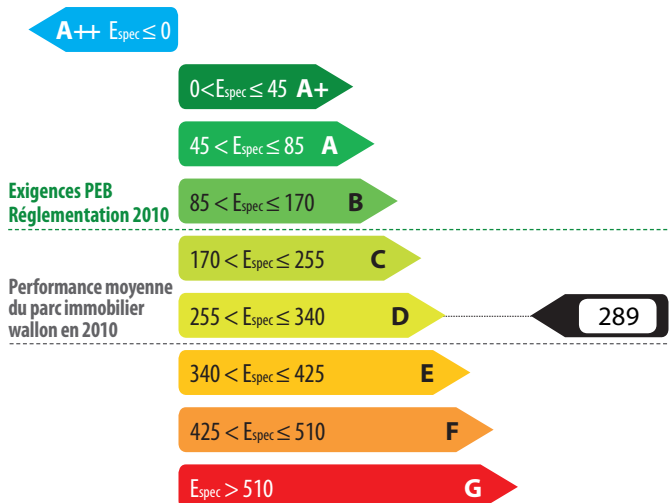 A++ Espec ≤ 0
0 < Espec ≤ 45 A+
45 < Espec ≤ 85 A
Exigences PEB
Réglementation 2010
85 < Espec ≤ 170 B
170 < Espec ≤ 255 C
Performance moyenne
du parc immobilier
wallon en 2010
255 < Espec ≤ 340 D
289
340 < Espec ≤ 425 E
425 < Espec ≤ 510 F
Espec > 510 G